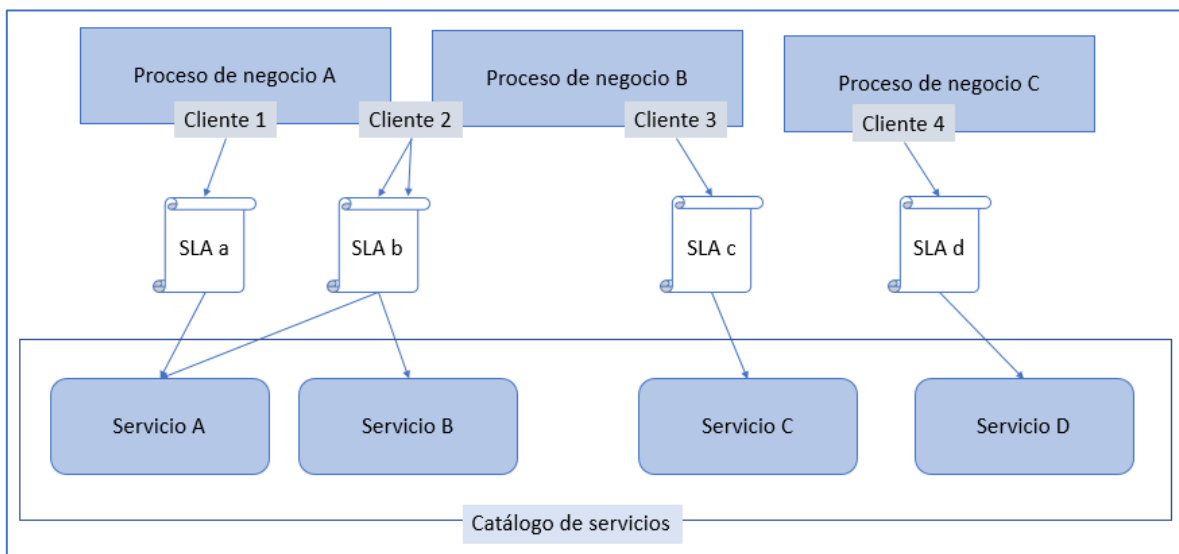 Proceso de negocio A
Proceso de negocio B
Proceso de negocio C
Cliente 1
Cliente 2
Cliente 3
Cliente 4
SLA a
SLA b
SLA c
SLA d
Servicio A
Servicio B
Servicio C
Servicio D
Catálogo de servicios